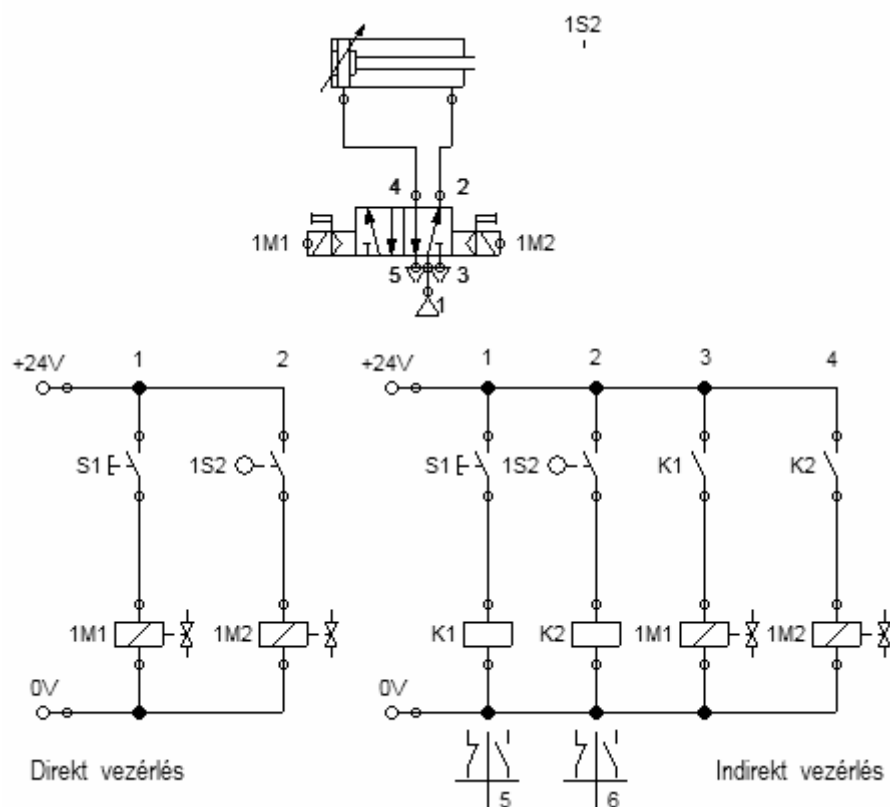 1S2
4 2
1M1 1M2
5 3
1
+24V 1 2
S1 1S2
1M1 1M2
0V
Direkt vezérlés
+24V 1 2 3 4
S1 1S2 K1 K2
K1 K2 1M1 1M2
0V
5 6
Indirekt vezérlés